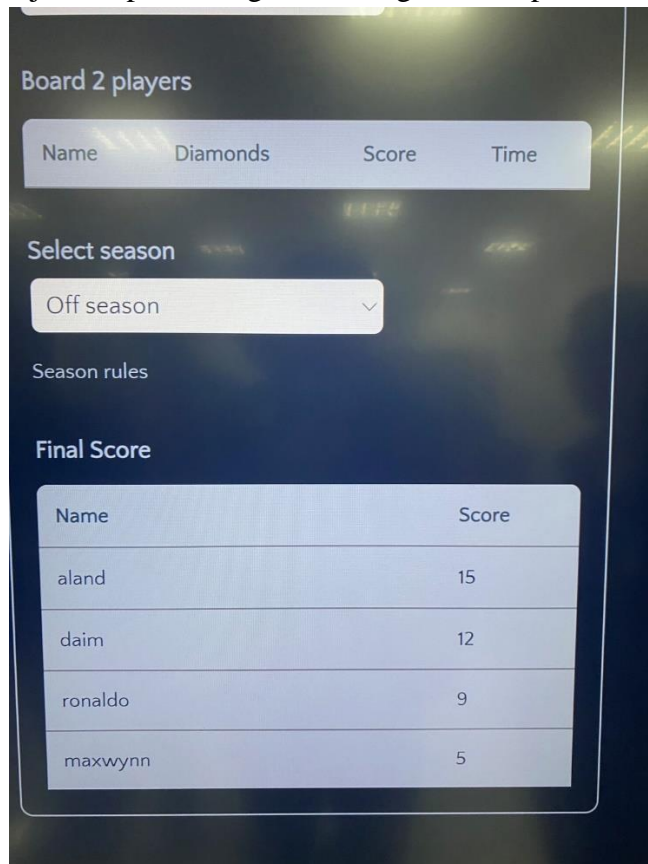 Board 2 players
Name Diamonds Score Time
Select season
Off season
Season rules
Final Score
Name Score
aland 15
daim 12
ronaldo 9
maxwynn 5